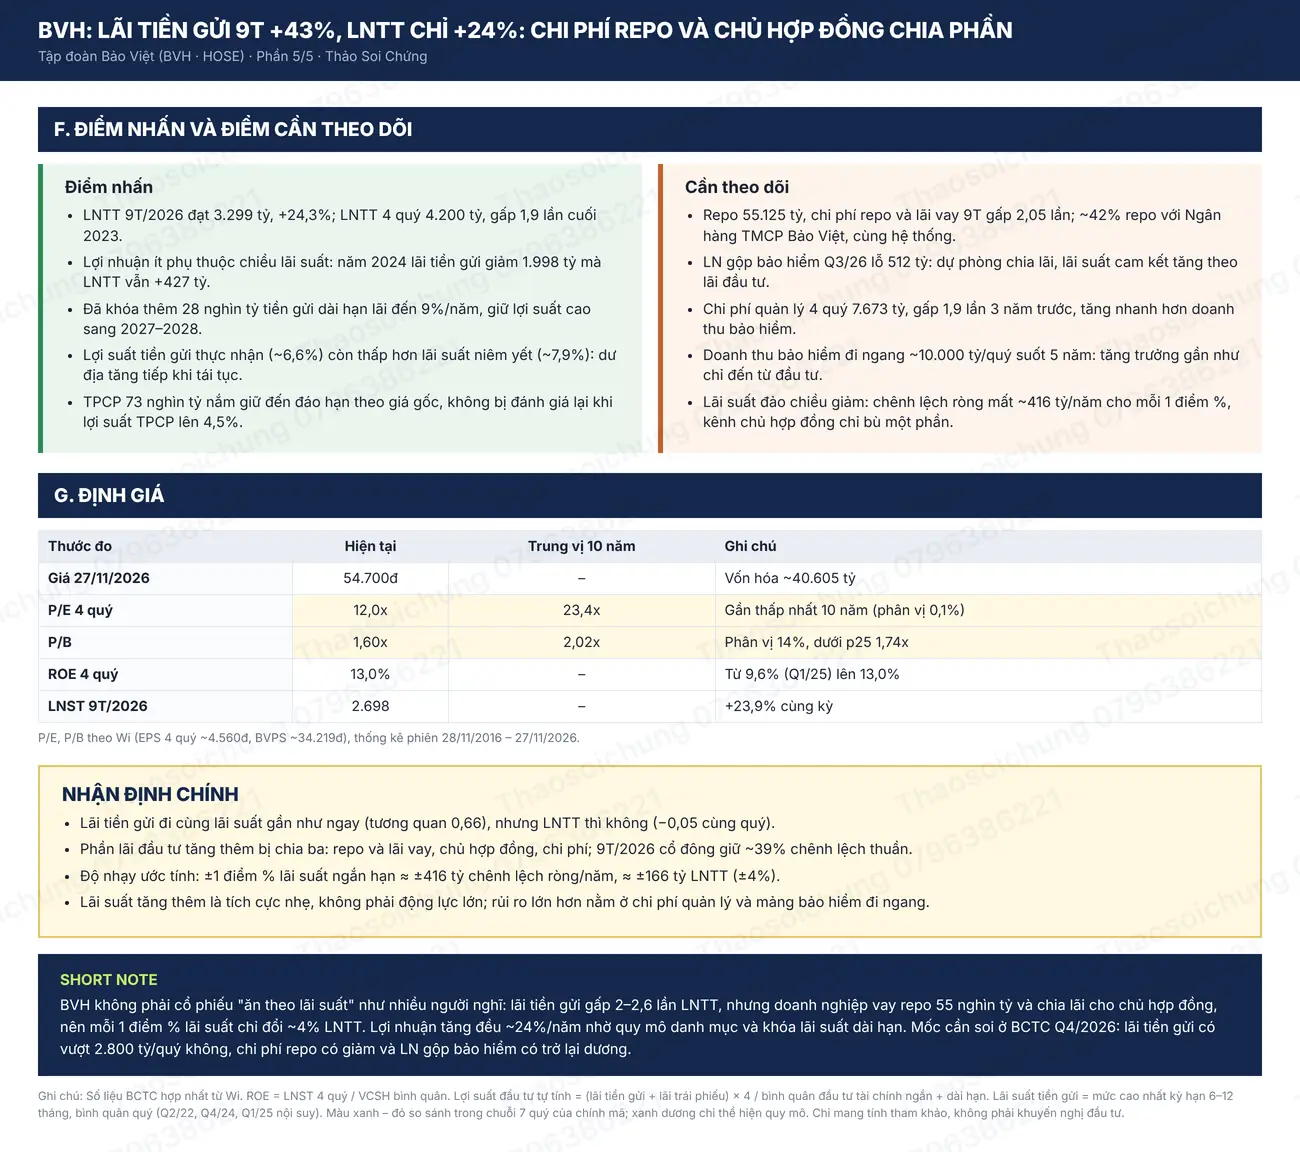 BVH: LÃI TIỀN GỬI 9T +43%, LNTT CHỈ +24%: CHI PHÍ REPO VÀ CHỦ HỢP ĐỒNG CHIA PHẦN
Tập đoàn Bảo Việt (BVH · HOSE) · Phần 5/5 · Thảo Soi Chứng
F. ĐIỂM NHẤN VÀ ĐIỂM CẦN THEO DÕI
Điểm nhấn
• LNTT 9T/2026 đạt 3.299 tỷ, +24,3%; LNTT 4 quý 4.200 tỷ, gấp 1,9 lần cuối
2023.
• Lợi nhuận ít phụ thuộc chiều lãi suất: năm 2024 lãi tiền gửi giảm 1.998 tỷ mà
LNTT vẫn +427 tỷ.
• Đã khóa thêm 28 nghìn tỷ tiền gửi dài hạn lãi đến 9%/năm, giữ lợi suất cao
sang 2027–2028.
• Lợi suất tiền gửi thực nhận (~6,6%) còn thấp hơn lãi suất niêm yết (~7,9%): dư
địa tăng tiếp khi tái tục.
• TPCP 73 nghìn tỷ nắm giữ đến đáo hạn theo giá gốc, không bị đánh giá lại khi
lợi suất TPCP lên 4,5%.
Cần theo dõi
• Repo 55.125 tỷ, chi phí repo và lãi vay 9T gấp 2,05 lần; ~42% repo với Ngân
hàng TMCP Bảo Việt, cùng hệ thống.
• LN gộp bảo hiểm Q3/26 lỗ 512 tỷ: dự phòng chia lãi, lãi suất cam kết tăng theo
lãi đầu tư.
• Chi phí quản lý 4 quý 7.673 tỷ, gấp 1,9 lần 3 năm trước, tăng nhanh hơn doanh
thu bảo hiểm.
• Doanh thu bảo hiểm đi ngang ~10.000 tỷ/quý suốt 5 năm: tăng trưởng gần như
chỉ đến từ đầu tư.
• Lãi suất đảo chiều giảm: chênh lệch ròng mất ~416 tỷ/năm cho mỗi 1 điểm %,
kênh chủ hợp đồng chỉ bù một phần.
G. ĐỊNH GIÁ
Thước đo Hiện tại Trung vị 10 năm Ghi chú
Giá 27/11/2026 54.700đ – Vốn hóa ~40.605 tỷ
P/E 4 quý 12,0x 23,4x Gần thấp nhất 10 năm (phân vị 0,1%)
P/B 1,60x 2,02x Phân vị 14%, dưới p25 1,74x
ROE 4 quý 13,0% – Từ 9,6% (Q1/25) lên 13,0%
LNST 9T/2026 2.698 – +23,9% cùng kỳ
P/E, P/B theo Wi (EPS 4 quý ~4.560đ, BVPS ~34.219đ), thống kê phiên 28/11/2016 – 27/11/2026.
NHẬN ĐỊNH CHÍNH
• Lãi tiền gửi đi cùng lãi suất gần như ngay (tương quan 0,66), nhưng LNTT thì không (−0,05 cùng quý).
• Phần lãi đầu tư tăng thêm bị chia ba: repo và lãi vay, chủ hợp đồng, chi phí; 9T/2026 cổ đông giữ ~39% chênh lệch thuần.
• Độ nhạy ước tính: ±1 điểm % lãi suất ngắn hạn ≈ ±416 tỷ chênh lệch ròng/năm, ≈ ±166 tỷ LNTT (±4%).
• Lãi suất tăng thêm là tích cực nhẹ, không phải động lực lớn; rủi ro lớn hơn nằm ở chi phí quản lý và mảng bảo hiểm đi ngang.
SHORT NOTE
BVH không phải cổ phiếu "ăn theo lãi suất" như nhiều người nghĩ: lãi tiền gửi gấp 2–2,6 lần LNTT, nhưng doanh nghiệp vay repo 55 nghìn tỷ và chia lãi cho chủ hợp đồng,
nên mỗi 1 điểm % lãi suất chỉ đổi ~4% LNTT. Lợi nhuận tăng đều ~24%/năm nhờ quy mô danh mục và khóa lãi suất dài hạn. Mốc cần soi ở BCTC Q4/2026: lãi tiền gửi có
vượt 2.800 tỷ/quý không, chi phí repo có giảm và LN gộp bảo hiểm có trở lại dương.
Ghi chú: Số liệu BCTC hợp nhất từ Wi. ROE = LNST 4 quý / VCSH bình quân. Lợi suất đầu tư tự tính = (lãi tiền gửi + lãi trái phiếu) × 4 / bình quân đầu tư tài chính ngắn + dài hạn. Lãi suất tiền gửi = mức cao nhất kỳ hạn 6–12
tháng, bình quân quý (Q2/22, Q4/24, Q1/25 nội suy). Màu xanh – đỏ so sánh trong chuỗi 7 quý của chính mã; xanh dương chỉ thể hiện quy mô. Chỉ mang tính tham khảo, không phải khuyến nghị đầu tư.
Thaosoichung 0796386221